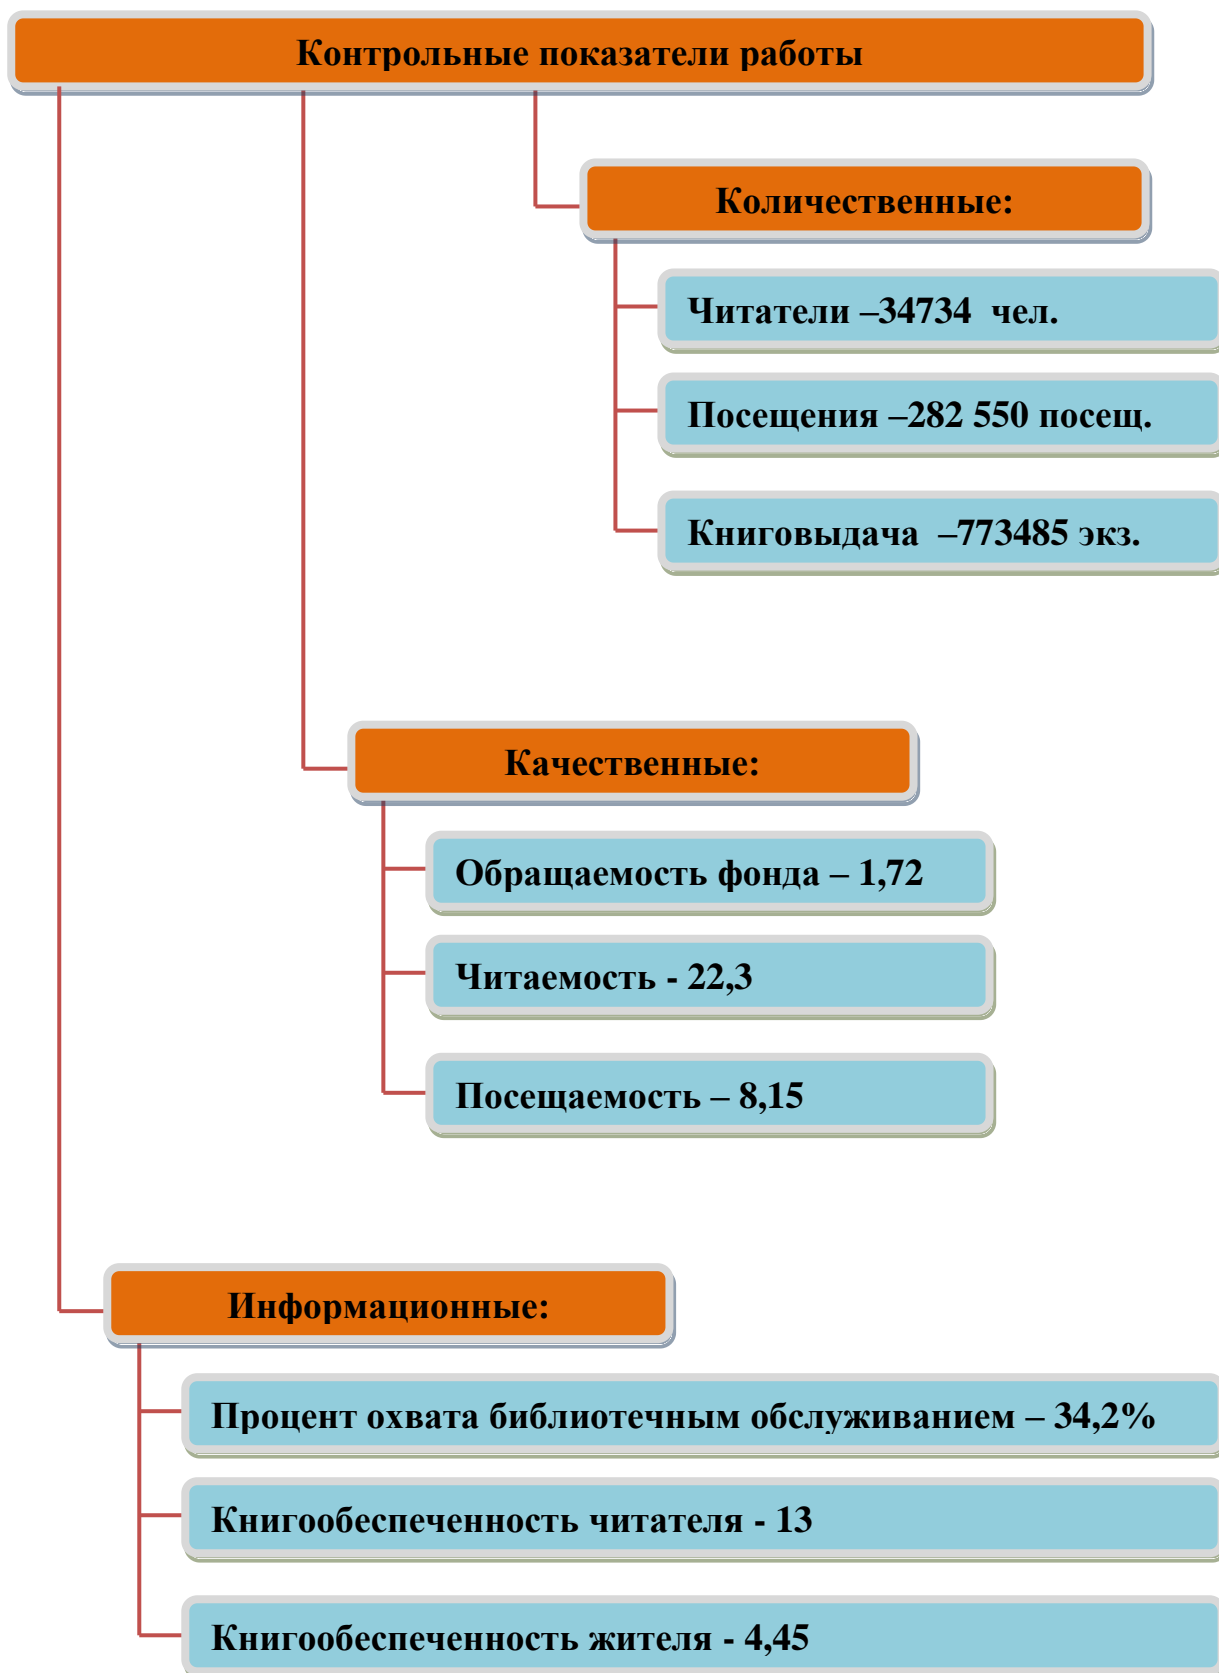 Контрольные показатели работы
Количественные:
Читатели –34734  чел.
Посещения –282 550 посещ.
Книговыдача  –773485 экз.
Качественные:
Обращаемость фонда – 1,72
Читаемость - 22,3
Посещаемость – 8,15
Информационные:
Процент охвата библиотечным обслуживанием – 34,2%
Книгообеспеченность читателя - 13
Книгообеспеченность жителя - 4,45